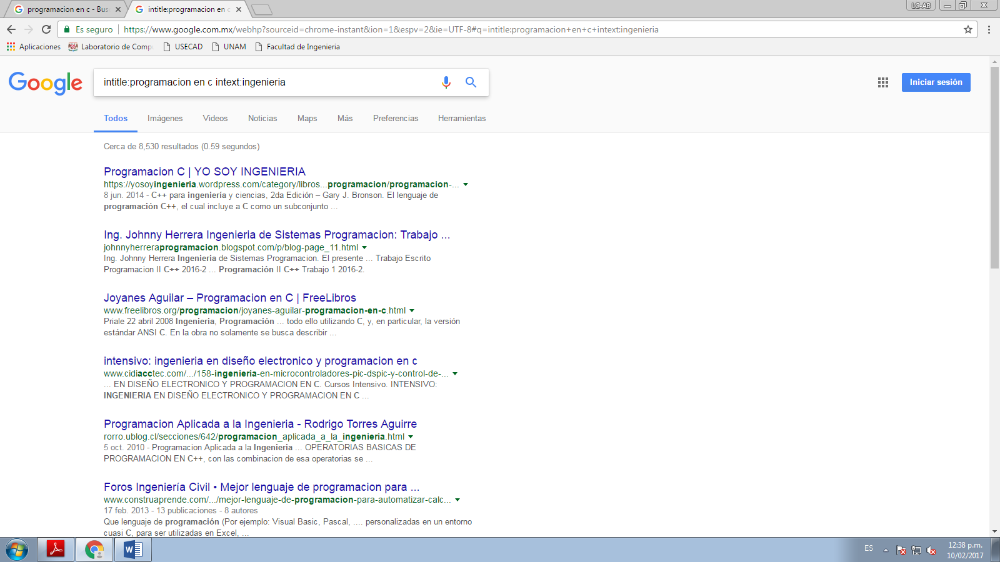 programacion en c - Bus
intitle:programacion en c
LC-AB
Es seguro
https://www.google.com.mx/webhp?sourceid=chrome-instant&ion=1&espv=2&ie=UTF-8#q=intitle:programacion+en+c+intext:ingenieria
Aplicaciones
Laboratorio de Compu
USECAD
UNAM
Facultad de Ingenieria
Google
intitle:programacion en c intext:ingenieria
Iniciar sesión
Todos Imágenes Videos Noticias Maps Más Preferencias Herramientas
Cerca de 8,530 resultados (0.59 segundos)
Programacion C | YO SOY INGENIERIA
https://yosoyingenieria.wordpress.com/category/libros...programacion/programacion-...
8 jun. 2014 - C++ para ingeniería y ciencias, 2da Edición – Gary J. Bronson. El lenguaje de
programación C++, el cual incluye a C como un subconjunto ...
Ing. Johnny Herrera Ingenieria de Sistemas Programacion: Trabajo ...
johnnyherreraprogramacion.blogspot.com/p/blog-page_11.html
Ing. Johnny Herrera Ingenieria de Sistemas Programacion. El presente ... Trabajo Escrito
Programacion II C++ 2016-2 ... Programación II C++ Trabajo 1 2016-2.
Joyanes Aguilar – Programacion en C | FreeLibros
www.freelibros.org/programacion/joyanes-aguilar-programacion-en-c.html
Priale 22 abril 2008 Ingenieria, Programación ... todo ello utilizando C, y, en particular, la versión
estándar ANSI C. En la obra no solamente se busca describir ...
intensivo: ingenieria en diseño electronico y programacion en c
www.cidiacctec.com/.../158-ingenieria-en-microcontroladores-pic-dspic-y-control-de-...
... EN DISEÑO ELECTRONICO Y PROGRAMACION EN C. Cursos Intensivo. INTENSIVO:
INGENIERIA EN DISEÑO ELECTRONICO Y PROGRAMACION EN C ...
Programacion Aplicada a la Ingenieria - Rodrigo Torres Aguirre
rorro.ublog.cl/secciones/642/programacion_aplicada_a_la_ingenieria.html
5 oct. 2010 - Programacion Aplicada a la Ingenieria ... OPERATORIAS BASICAS DE
PROGRAMACION EN C++, con las combinacion de esa operatorias se ...
Foros Ingeniería Civil • Mejor lenguaje de programacion para ...
www.construaprende.com/.../mejor-lenguaje-de-programacion-para-automatizar-calc...
17 feb. 2013 - 13 publicaciones - 8 autores
Que lenguaje de programación (Por ejemplo: Visual Basic, Pascal, .... personalizadas en un entorno
cuasi C, para ser utilizadas en Excel, ...
ES
12:38 p.m.
10/02/2017